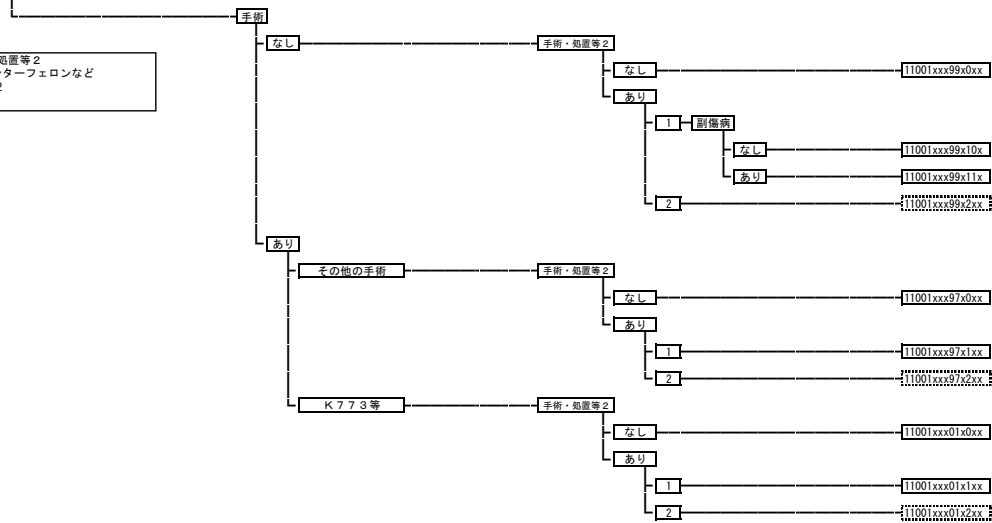 手術
なし
手術・処置等2
処置等2
ターフェロンなど
2
なし
11001xxx99x0xx
あり
1
副傷病
なし
11001xxx99x10x
あり
11001xxx99x11x
2
11001xxx99x2xx
あり
その他の手術
手術・処置等2
なし
11001xxx97x0xx
あり
1
11001xxx97x1xx
2
11001xxx97x2xx
K773等
手術・処置等2
なし
11001xxx01x0xx
あり
1
11001xxx01x1xx
2
11001xxx01x2xx